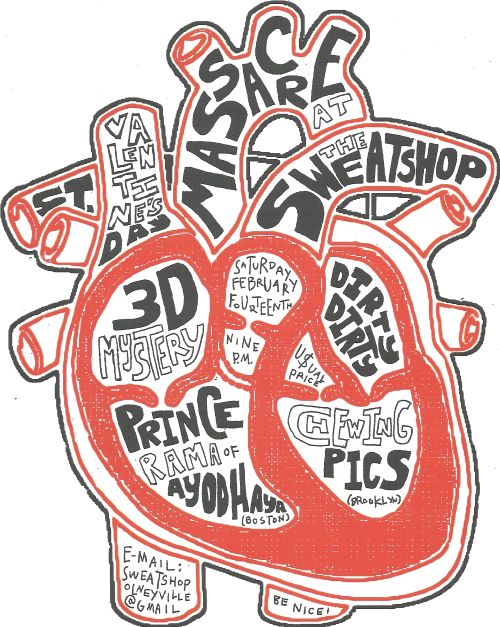 ST.
VALENTINE'S
DAY
MASSACRE
AT
THE
SWEATSHOP
SATURDAY
FEBRUARY
FOURTEENTH
NINE
P.M.
U$UAL
PRICE
3D
MYSTERY
DIRTY
DIRTY
PRINCE
RAMA OF
AYODHAYA
(BOSTON)
CHEWING
PICS
(BROOKLYN)
E-MAIL:
SWEATSHOP
OLNEYVILLE
@GMAIL
BE NICE!